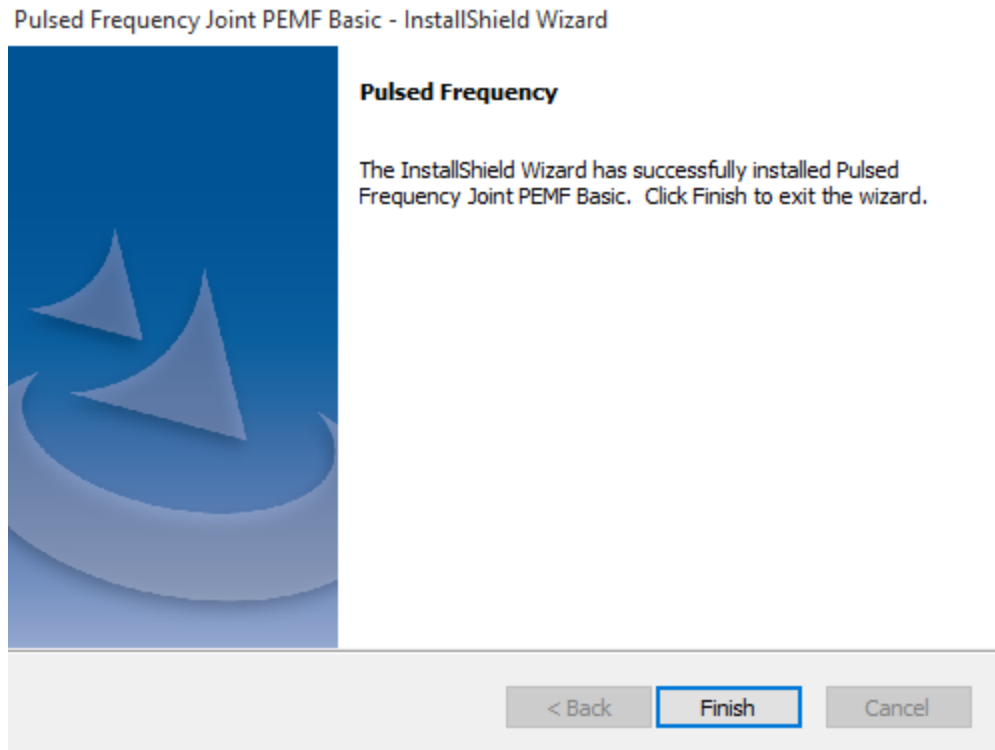 Pulsed Frequency Joint PEMF Basic - InstallShield Wizard
Pulsed Frequency
The InstallShield Wizard has successfully installed Pulsed
Frequency Joint PEMF Basic.  Click Finish to exit the wizard.
< Back
Finish
Cancel